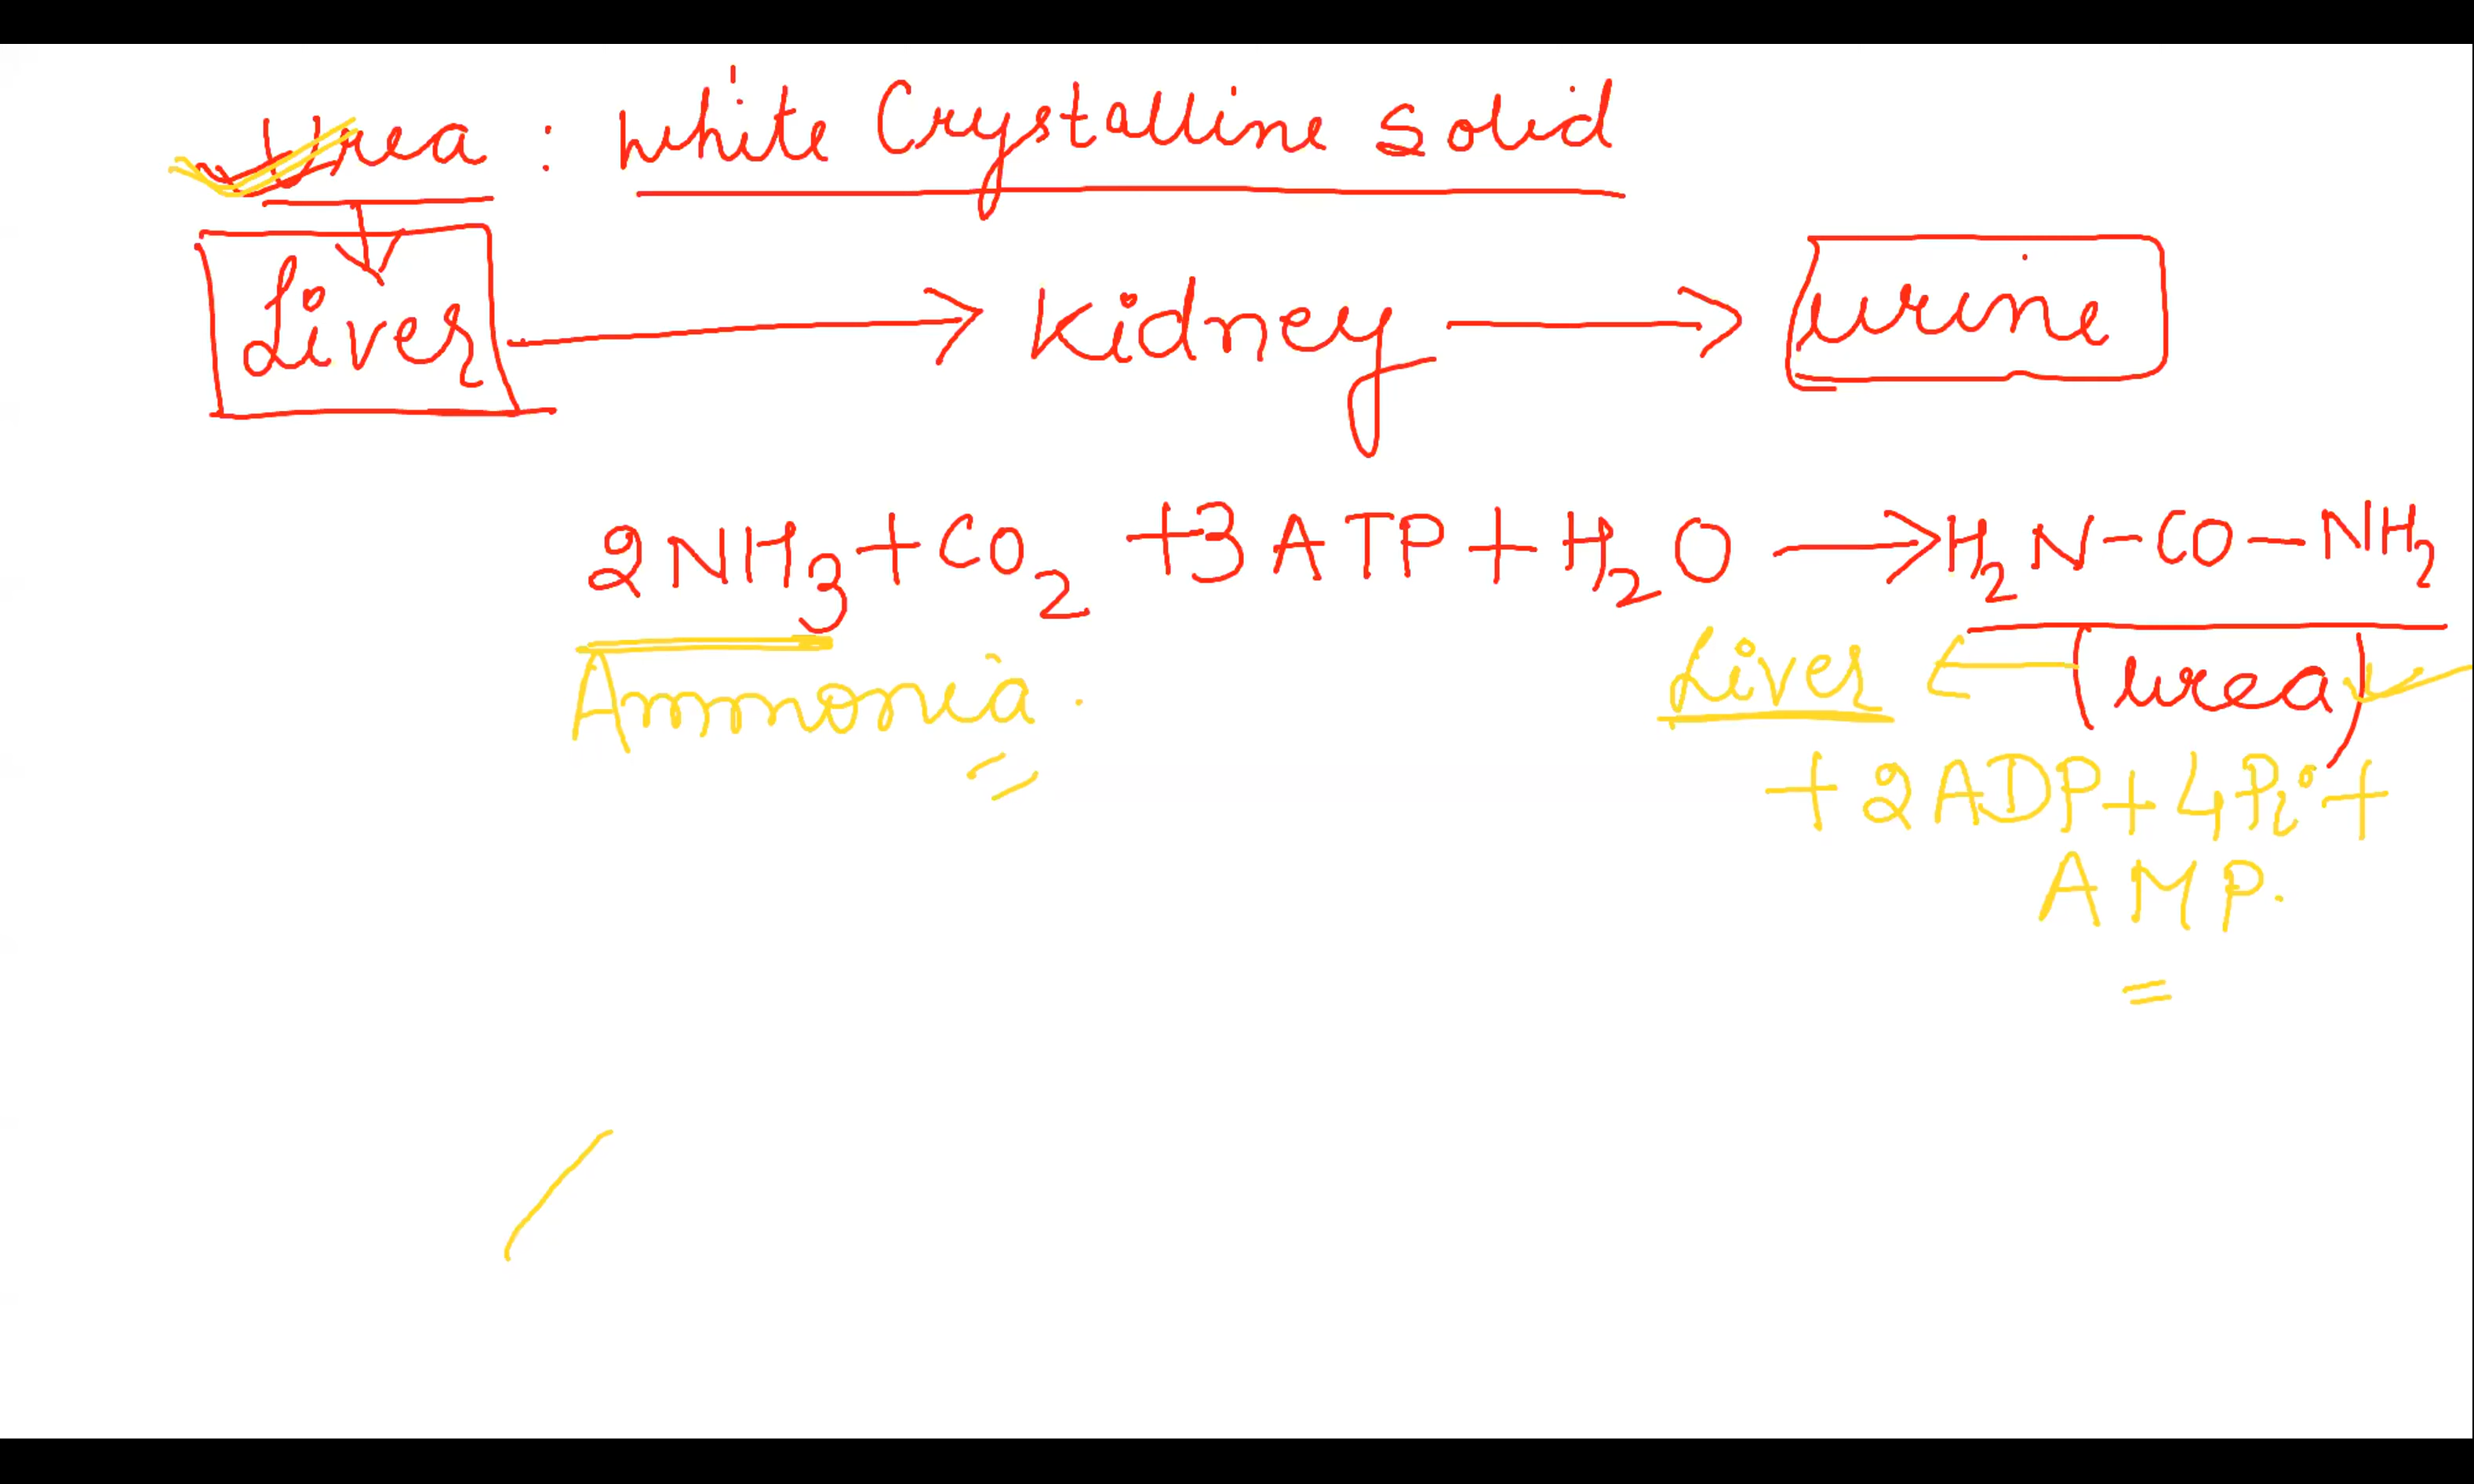 Urea : White Crystalline solid
Liver → Kidney → Urine
2NH₃ + CO₂ + 3ATP + H₂O → H₂N-CO-NH₂
Ammonia. Liver ← (Urea)
+ 2ADP + 4Pi +
AMP.